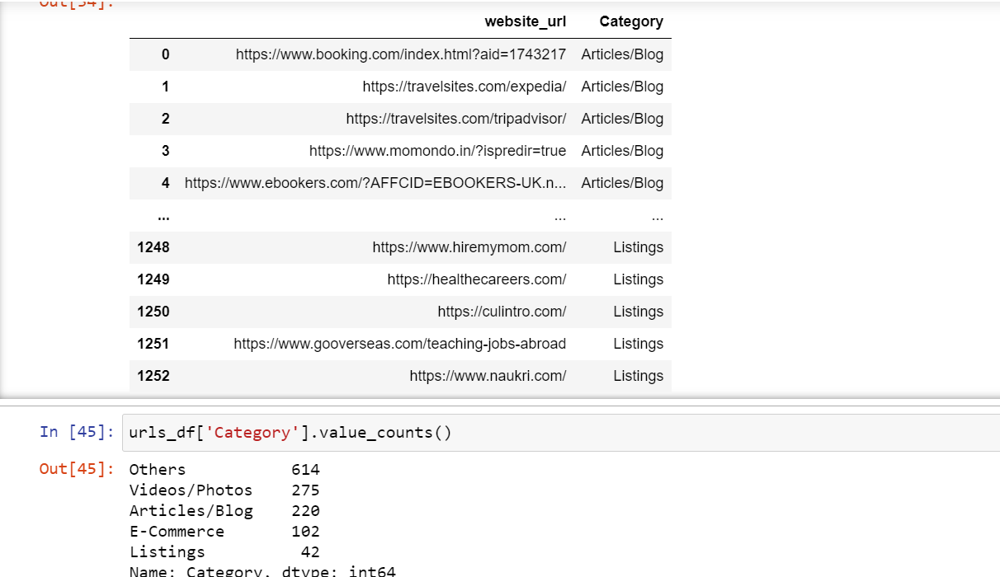 Out[54]:
website_url Category
0 https://www.booking.com/index.html?aid=1743217 Articles/Blog
1 https://travelsites.com/expedia/ Articles/Blog
2 https://travelsites.com/tripadvisor/ Articles/Blog
3 https://www.momondo.in/?ispredir=true Articles/Blog
4 https://www.ebookers.com/?AFFCID=EBOOKERS-UK.n... Articles/Blog
... ... ...
1248 https://www.hiremymom.com/ Listings
1249 https://healthecareers.com/ Listings
1250 https://culintro.com/ Listings
1251 https://www.gooverseas.com/teaching-jobs-abroad Listings
1252 https://www.naukri.com/ Listings
In [45]: urls_df['Category'].value_counts()
Out[45]: Others 614
Videos/Photos 275
Articles/Blog 220
E-Commerce 102
Listings 42
Name: Category, dtype: int64